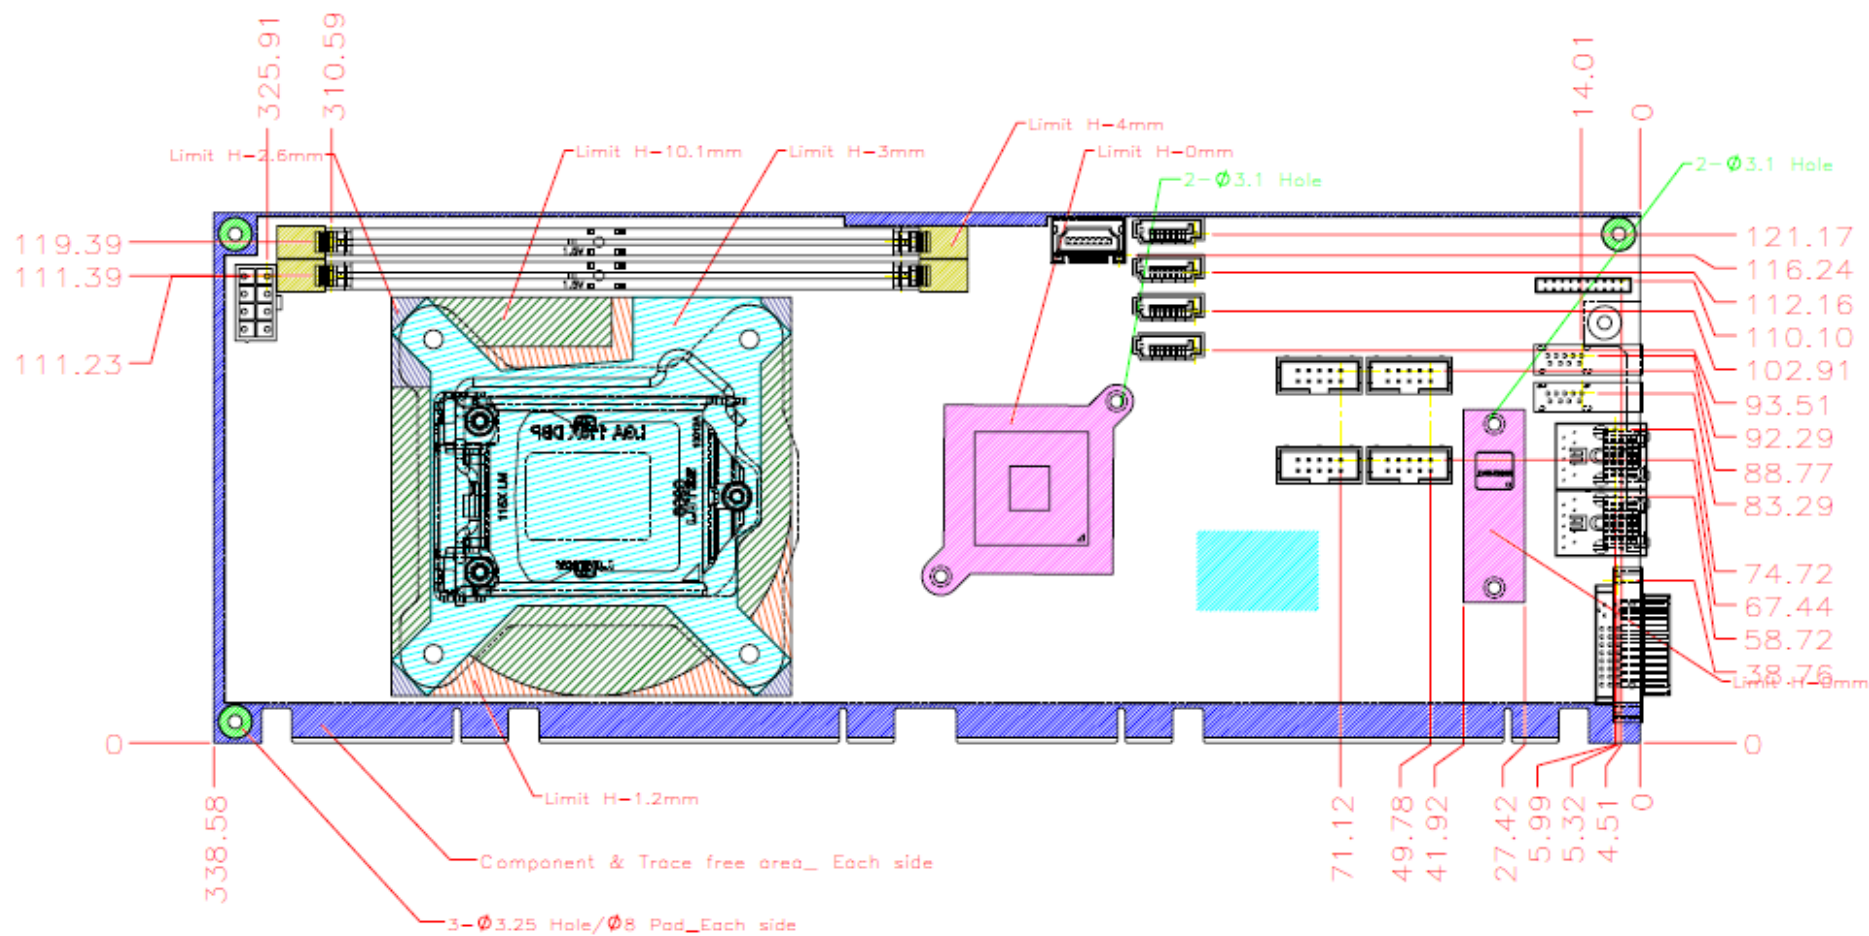 325.91
310.59
14.01
0
Limit H-4mm
Limit H-2.6mm
Limit H-10.1mm
Limit H-3mm
Limit H-0mm
2-Ø3.1 Hole
2-Ø3.1 Hole
119.39
111.39
111.23
0
121.17
116.24
112.16
110.10
102.91
93.51
92.29
88.77
83.29
74.72
67.44
58.72
38.76
Limit H-0mm
0
115X LM
338.58
71.12
49.78
41.92
27.42
5.99
5.32
4.51
0
Limit H-1.2mm
Component & Trace free area_ Each side
3-Ø3.25 Hole/Ø8 Pad_Each side